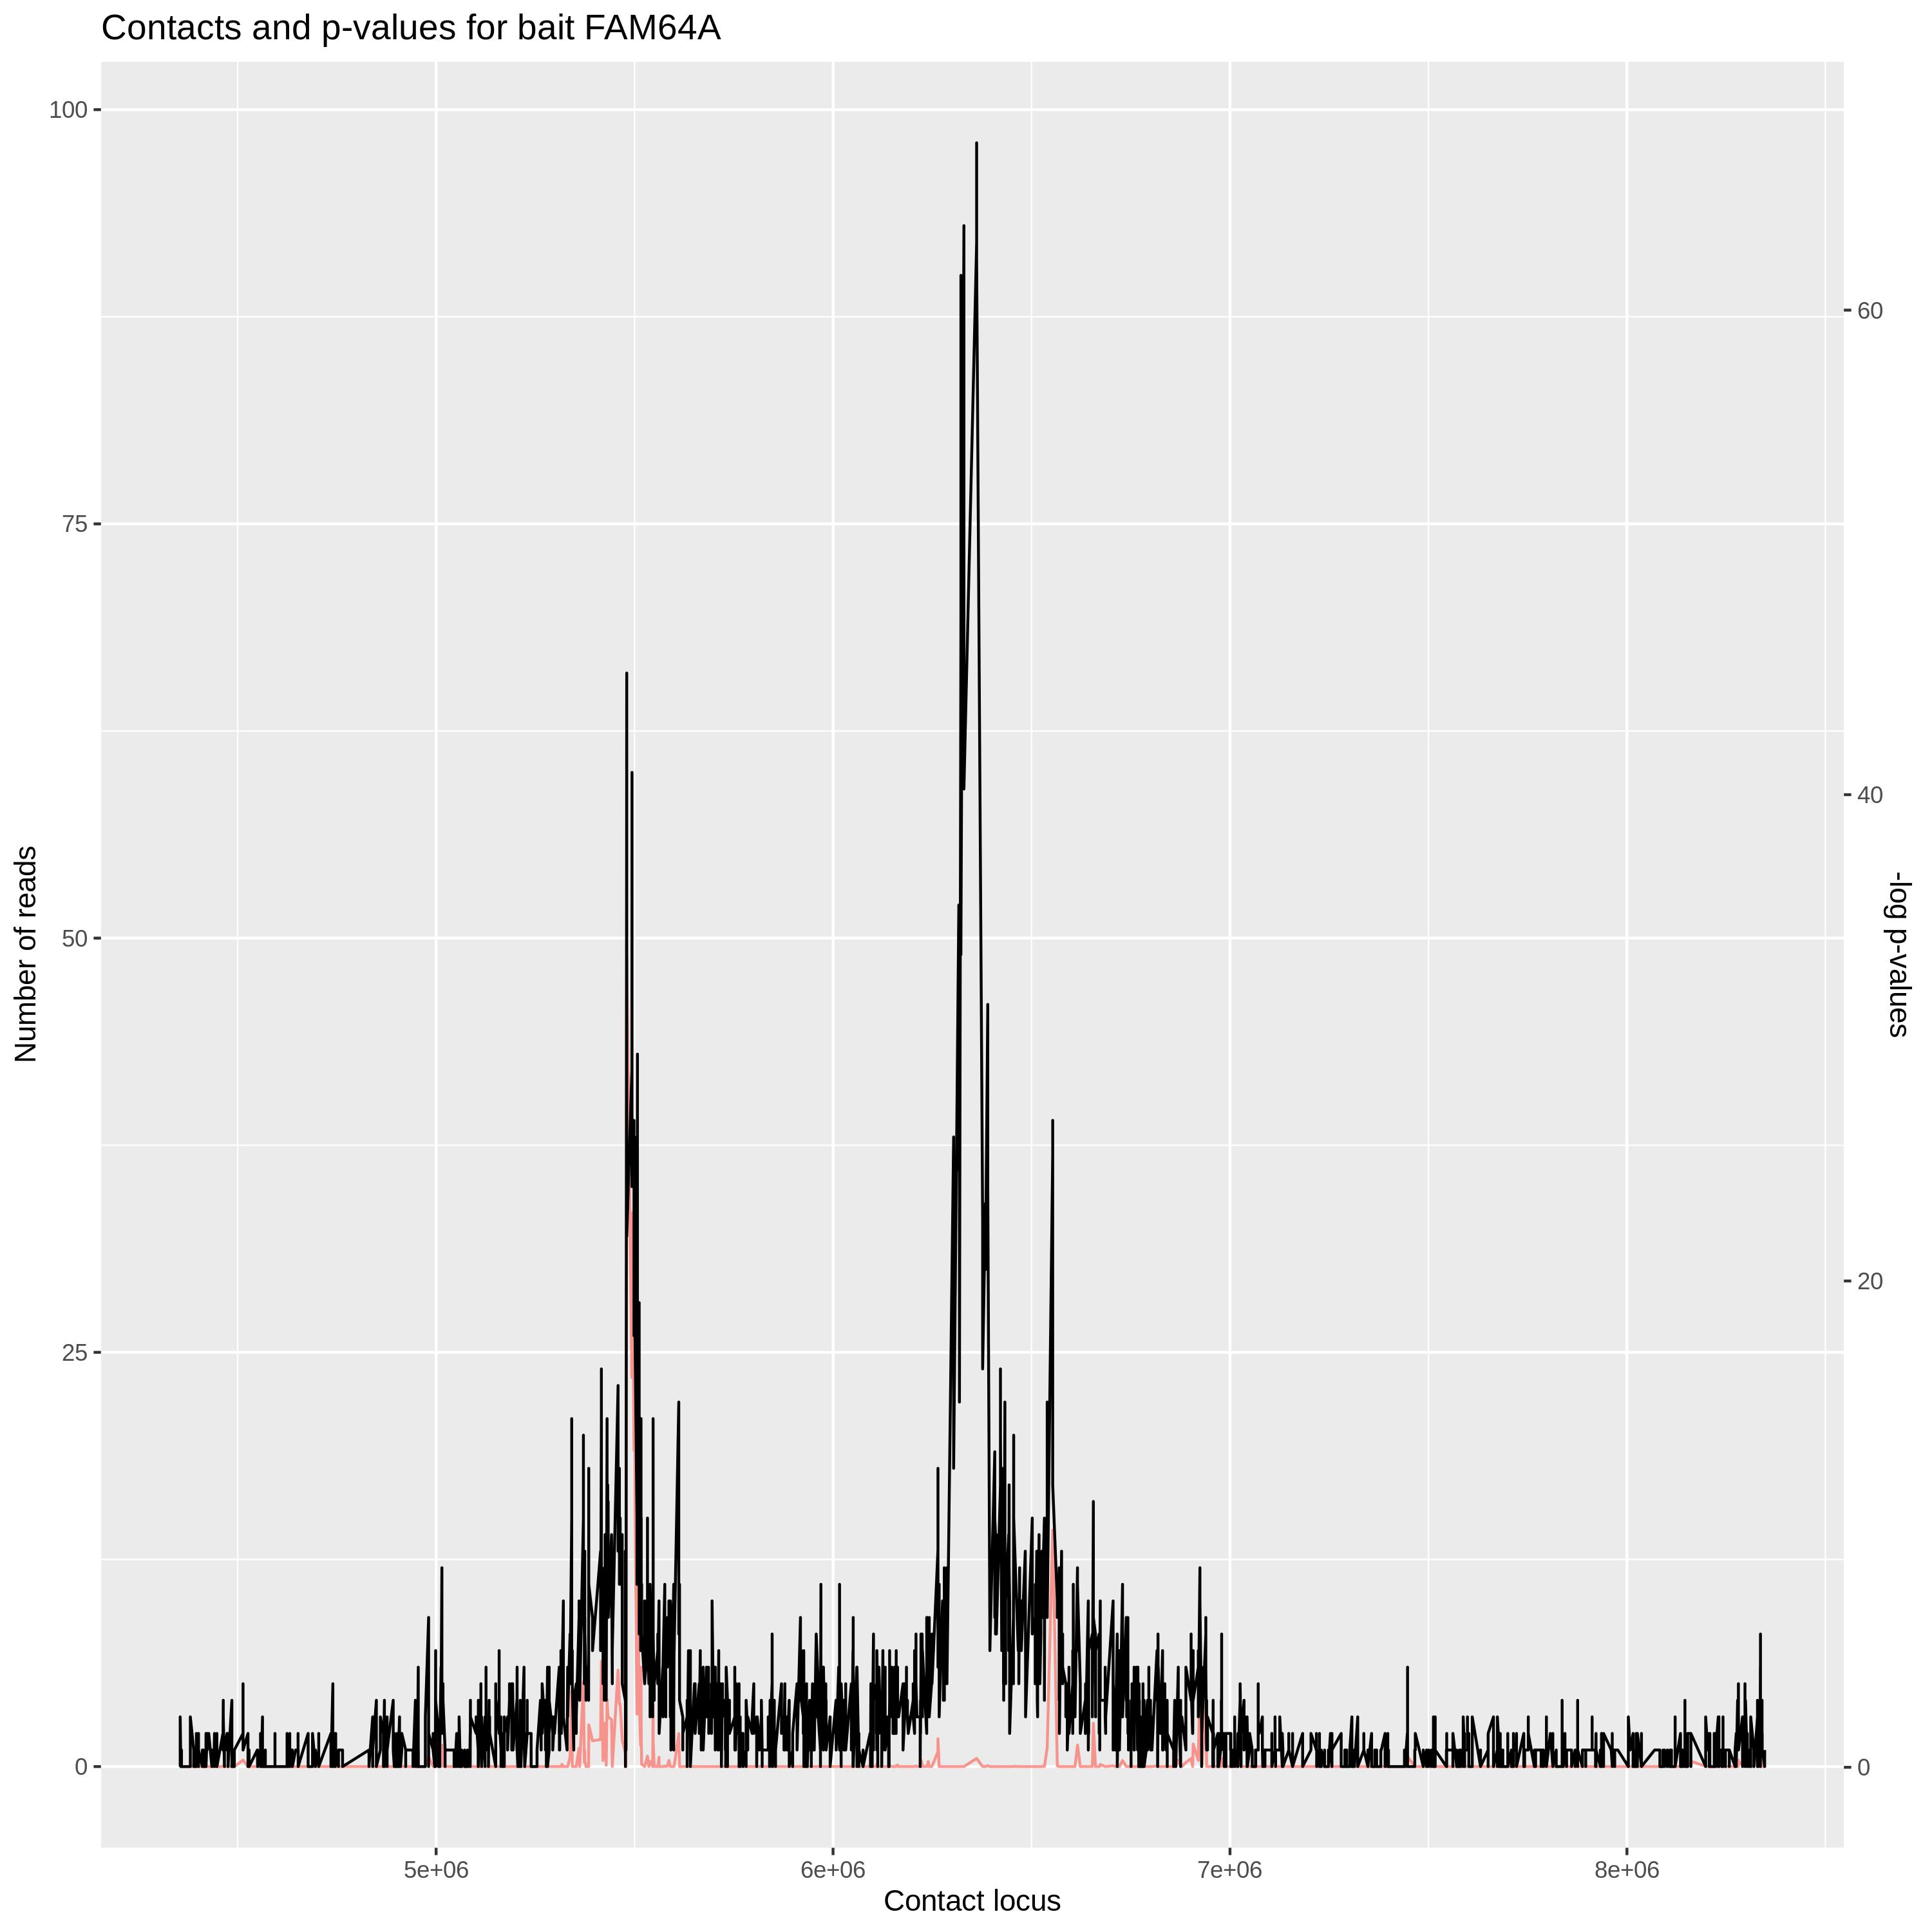 Contacts and p-values for bait FAM64A
100
75
50
25
0
Number of reads
60
40
20
0
-log p-values
5e+06
6e+06
7e+06
8e+06
Contact locus